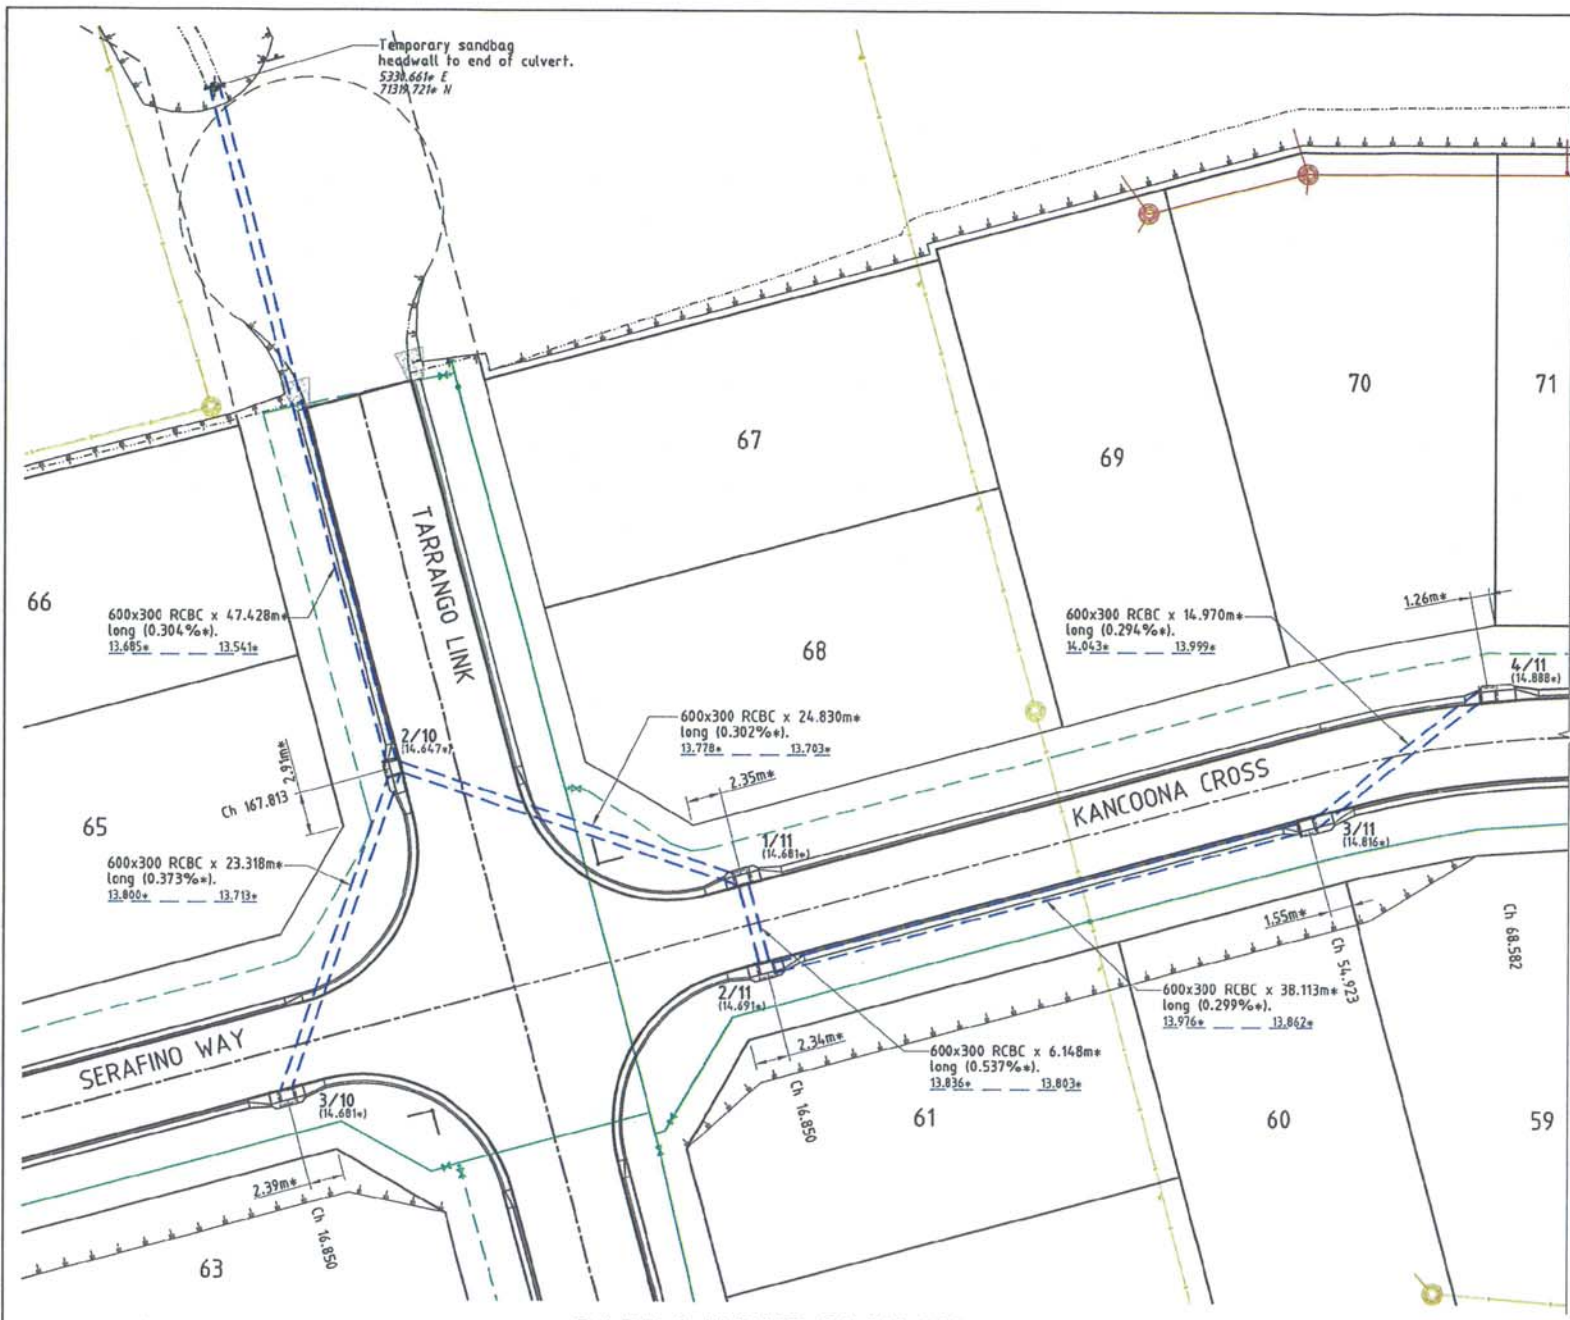 Temporary sandbag
headwall to end of culvert.
70
71
67
69
TARRANGO LINK
66
600x300 RCBC x 47.428m*
long (0.304%*).
13.685* 13.541*
68
600x300 RCBC x 14.970m*
long (0.294%*).
14.043* 13.999*
1.26m*
4/11
(14.888*)
600x300 RCBC x 24.830m*
long (0.302%*).
13.778* 13.703*
2/10
(14.647*)
2.91m*
Ch 167.813
2.35m*
KANCOONA CROSS
65
1/11
(14.681*)
3/11
(14.816*)
600x300 RCBC x 23.318m*
long (0.373%*).
13.800* 13.713*
1.55m*
Ch 68.582
Ch 54.923
2/11
(14.691*)
600x300 RCBC x 38.113m*
long (0.299%*).
13.976* 13.862*
SERAFINO WAY
2.34m*
600x300 RCBC x 6.148m*
long (0.537%*).
13.836* 13.803*
3/10
(14.681*)
Ch 16.850
61
60
59
2.39m*
Ch 16.850
63